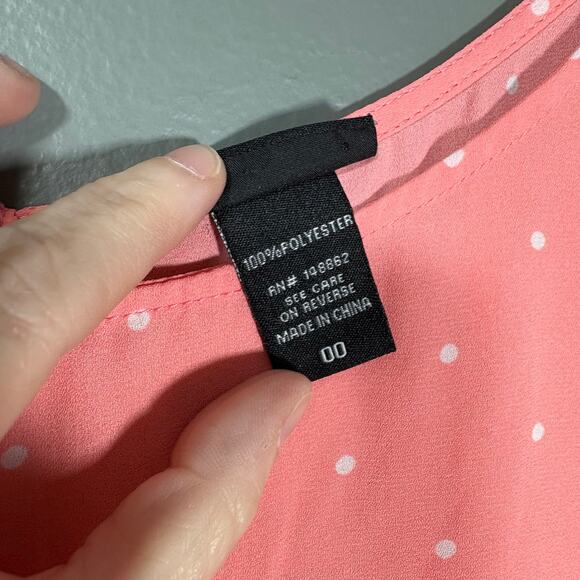 100%POLYESTER
RN# 148862
SEE CARE
ON REVERSE
MADE IN CHINA
00